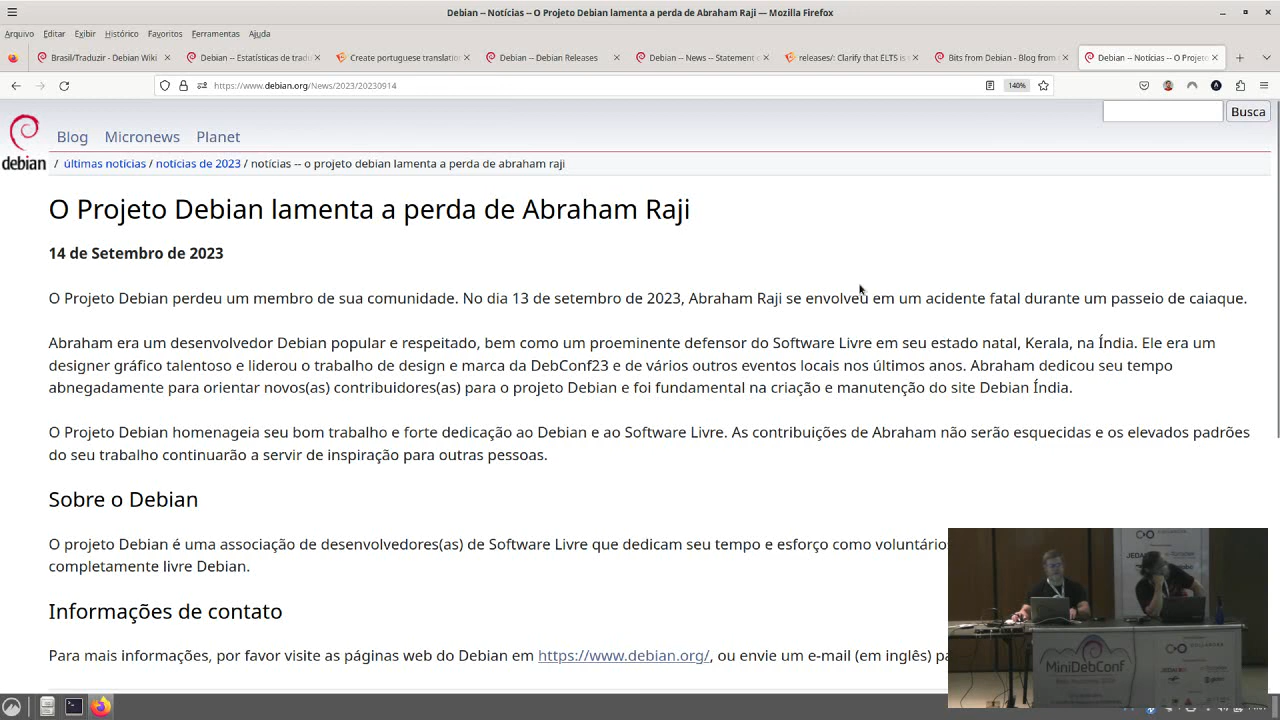 Debian -- Notícias -- O Projeto Debian lamenta a perda de Abraham Raji — Mozilla Firefox
Arquivo Editar Exibir Histórico Favoritos Ferramentas Ajuda
Brasil/Traduzir - Debian Wiki
Debian -- Estatísticas de trad
Create portuguese translation
Debian -- Debian Releases
Debian -- News -- Statement
releases/: Clarify that ELTS is
Bits from Debian - Blog from
Debian -- Notícias -- O Projeto
https://www.debian.org/News/2023/20230914
140%
Busca
debian
Blog Micronews Planet
/ últimas notícias / notícias de 2023 / notícias -- o projeto debian lamenta a perda de abraham raji
O Projeto Debian lamenta a perda de Abraham Raji
14 de Setembro de 2023
O Projeto Debian perdeu um membro de sua comunidade. No dia 13 de setembro de 2023, Abraham Raji se envolveu em um acidente fatal durante um passeio de caiaque.
Abraham era um desenvolvedor Debian popular e respeitado, bem como um proeminente defensor do Software Livre em seu estado natal, Kerala, na Índia. Ele era um
designer gráfico talentoso e liderou o trabalho de design e marca da DebConf23 e de vários outros eventos locais nos últimos anos. Abraham dedicou seu tempo
abnegadamente para orientar novos(as) contribuidores(as) para o projeto Debian e foi fundamental na criação e manutenção do site Debian Índia.
O Projeto Debian homenageia seu bom trabalho e forte dedicação ao Debian e ao Software Livre. As contribuições de Abraham não serão esquecidas e os elevados padrões
do seu trabalho continuarão a servir de inspiração para outras pessoas.
Sobre o Debian
O projeto Debian é uma associação de desenvolvedores(as) de Software Livre que dedicam seu tempo e esforço como voluntário
completamente livre Debian.
Informações de contato
Para mais informações, por favor visite as páginas web do Debian em https://www.debian.org/, ou envie um e-mail (em inglês) pa
MiniDebConf